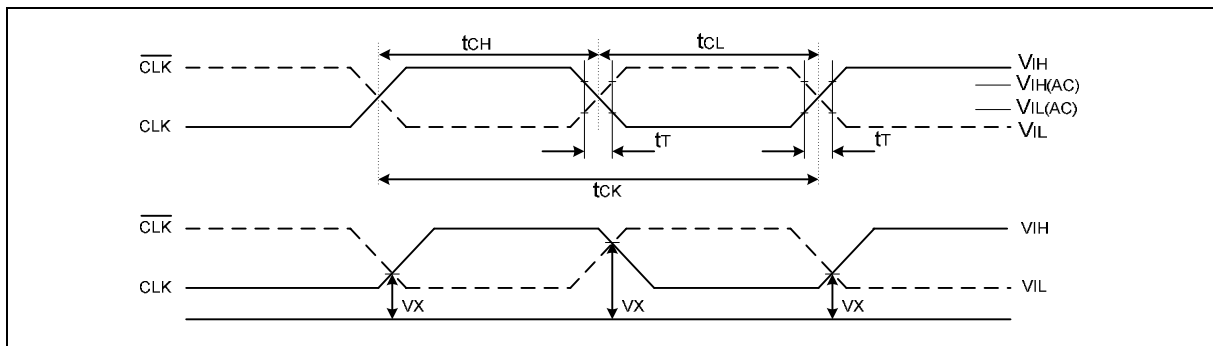 tCH tCL
CLK VIH
VIH(AC)
VIL(AC)
CLK VIL
tT tT
tCK
CLK VIH
CLK VIL
VX VX VX